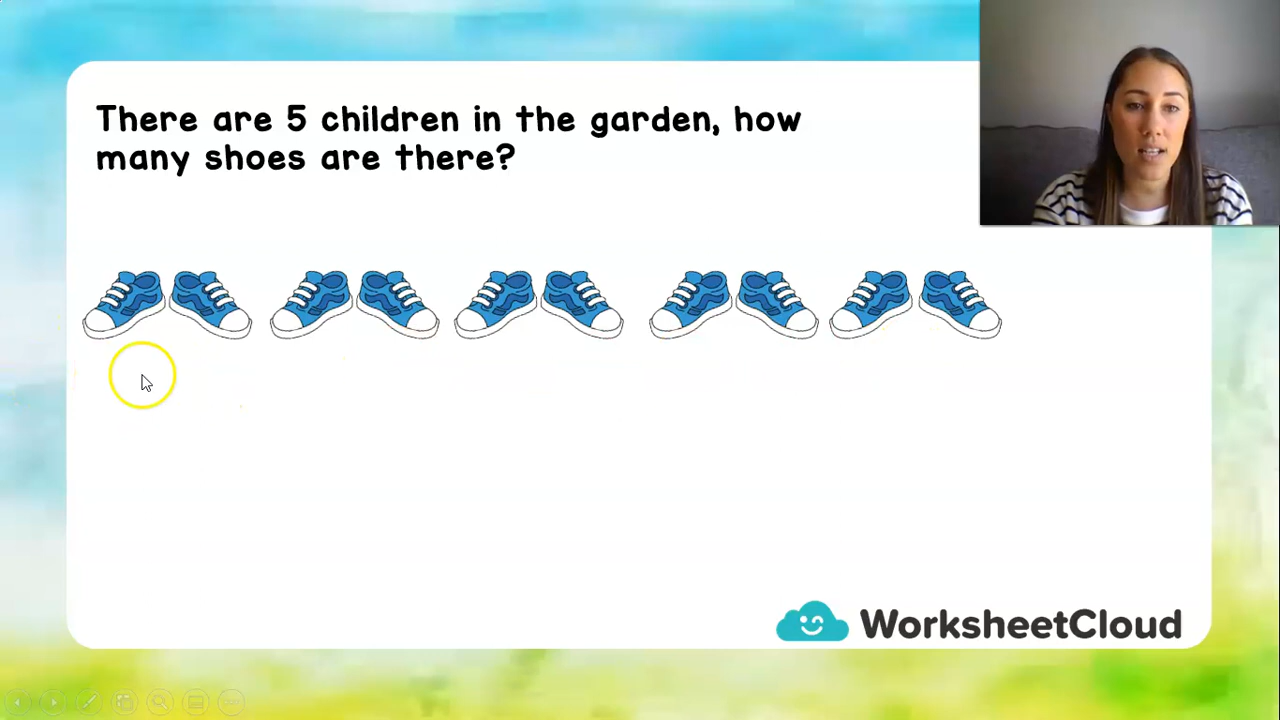 There are 5 children in the garden, how
many shoes are there?
WorksheetCloud